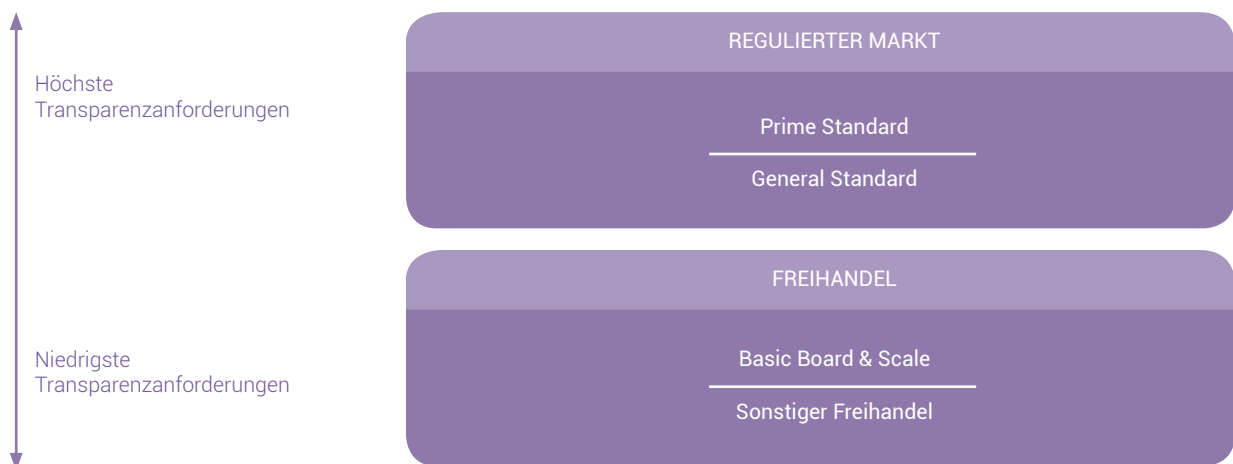 Höchste
Transparenzanforderungen
REGULIERTER MARKT
Prime Standard
General Standard
Niedrigste
Transparenzanforderungen
FREIHANDEL
Basic Board & Scale
Sonstiger Freihandel